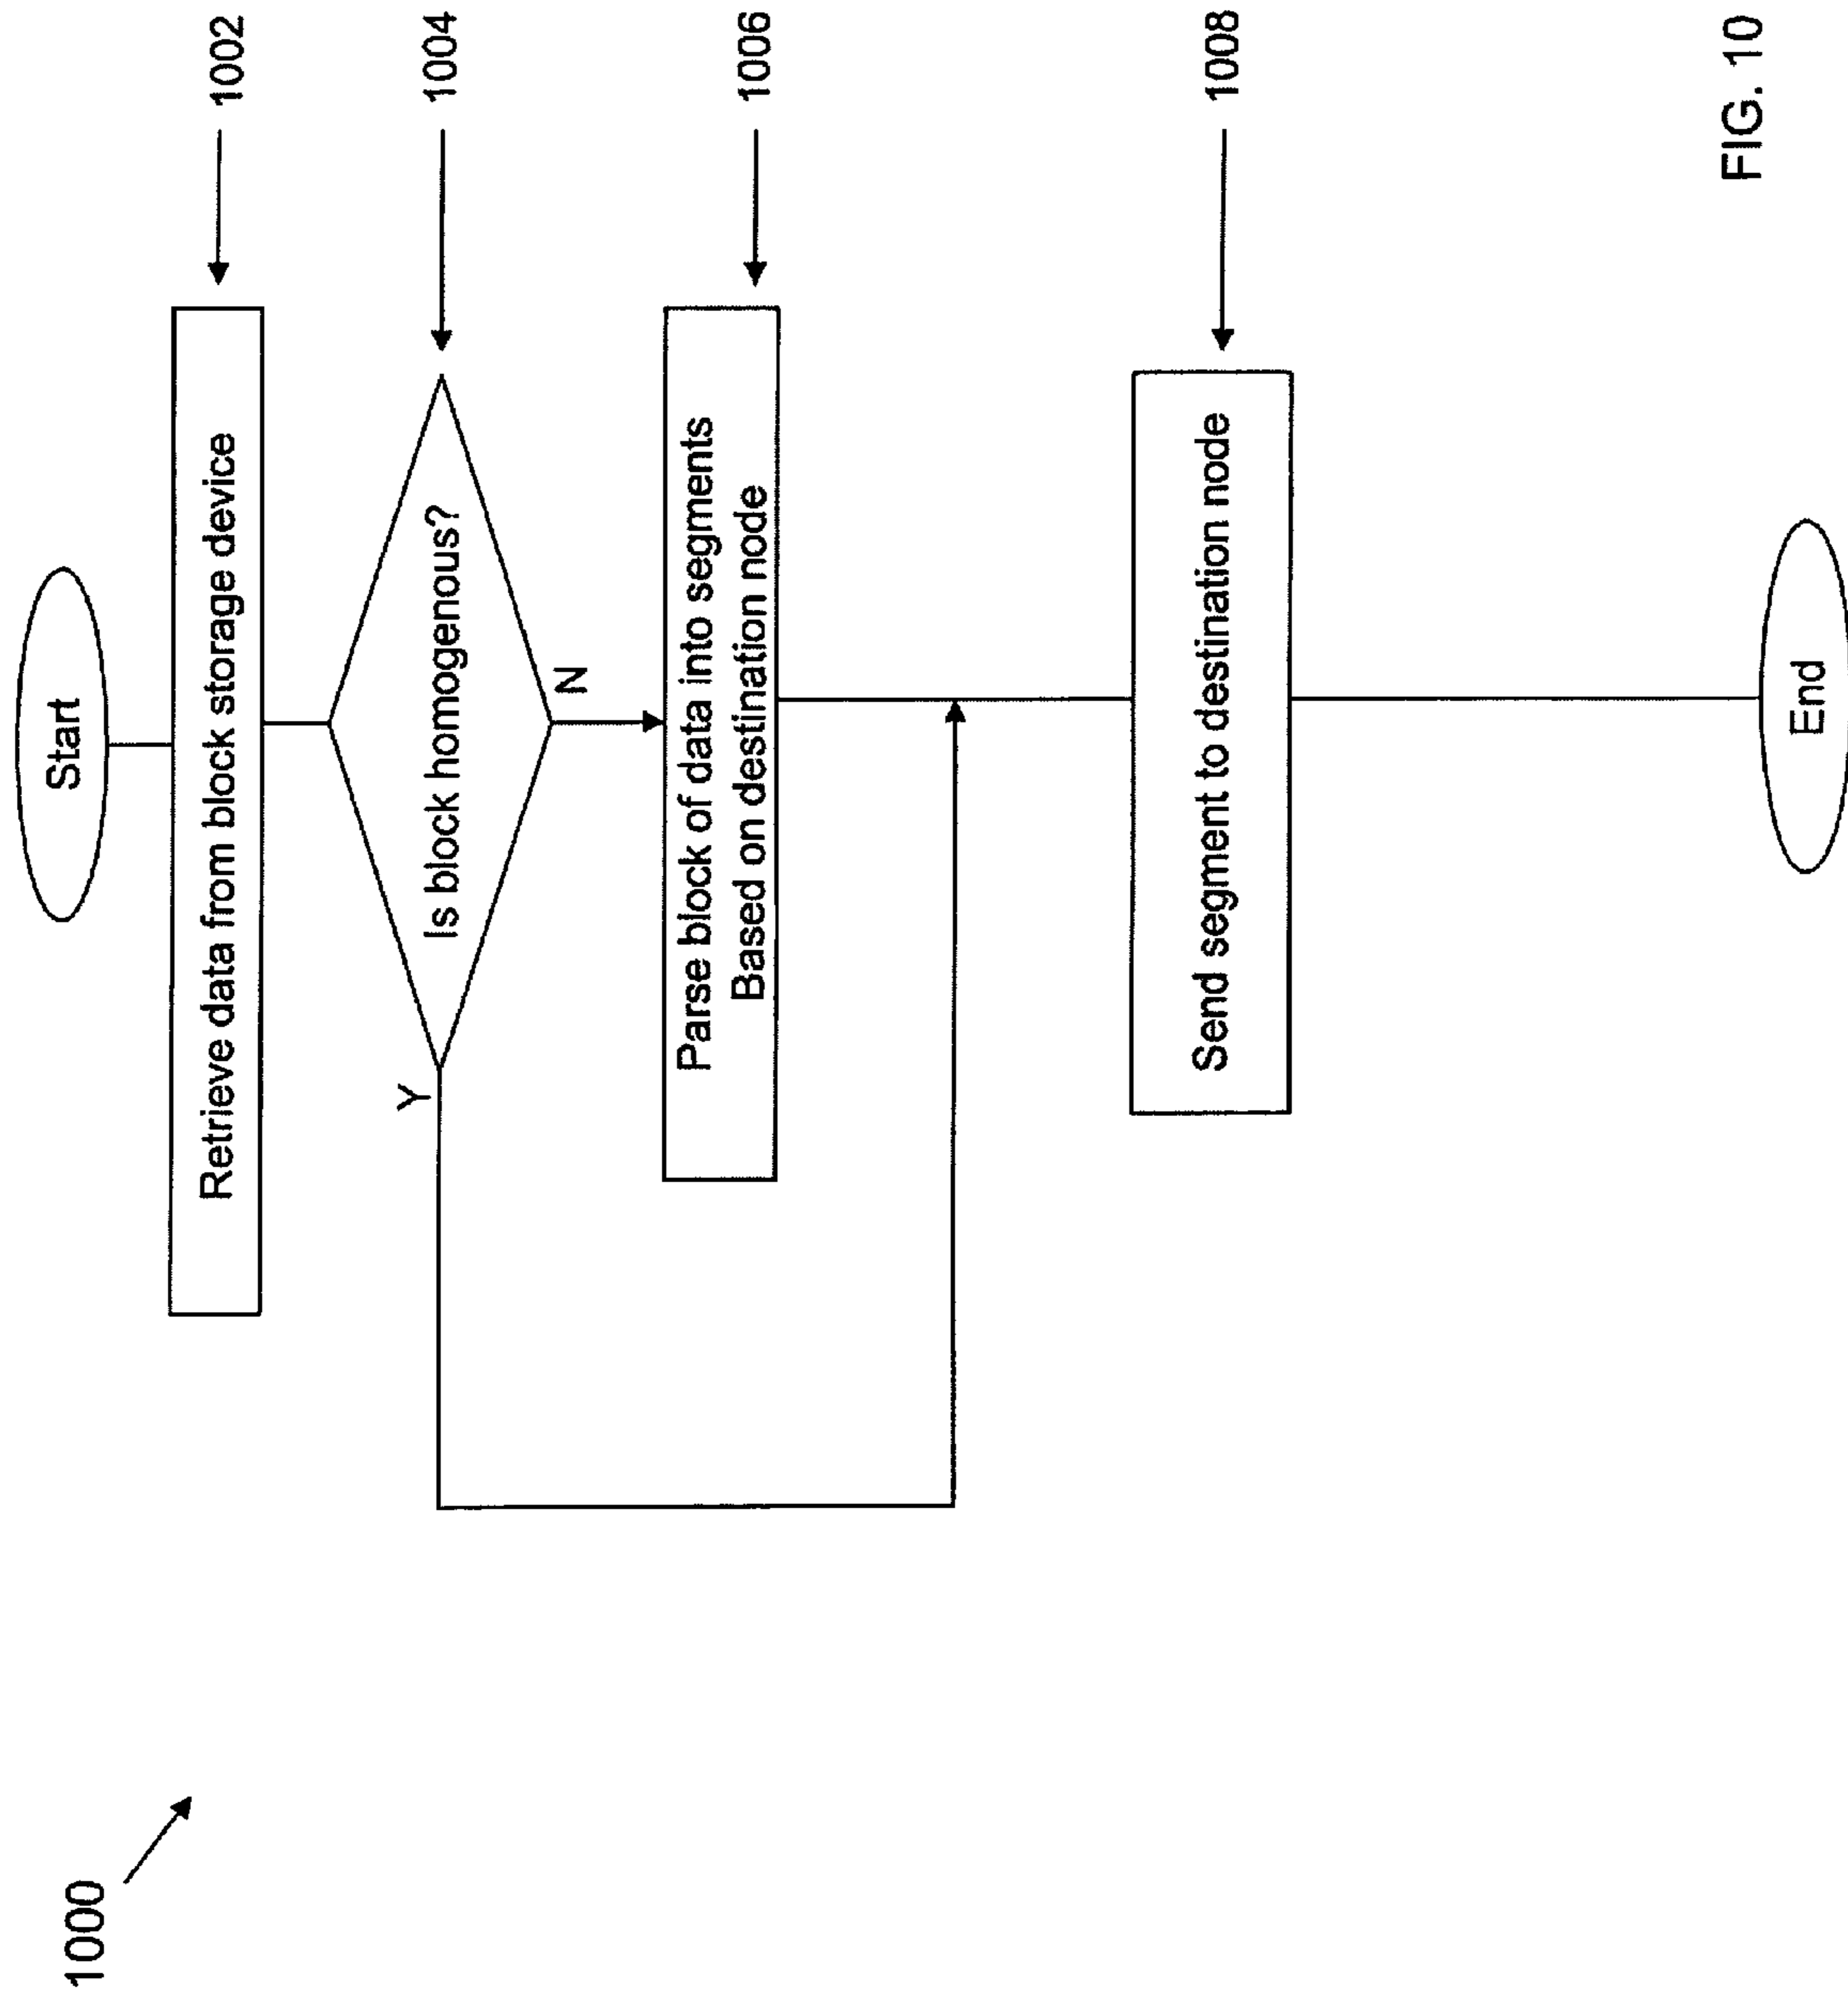 1000
Start
Retrieve data from block storage device
1002
Is block homogenous?
1004
Y
N
Parse block of data into segments
Based on destination node
1006
Send segment to destination node
1008
End
FIG. 10